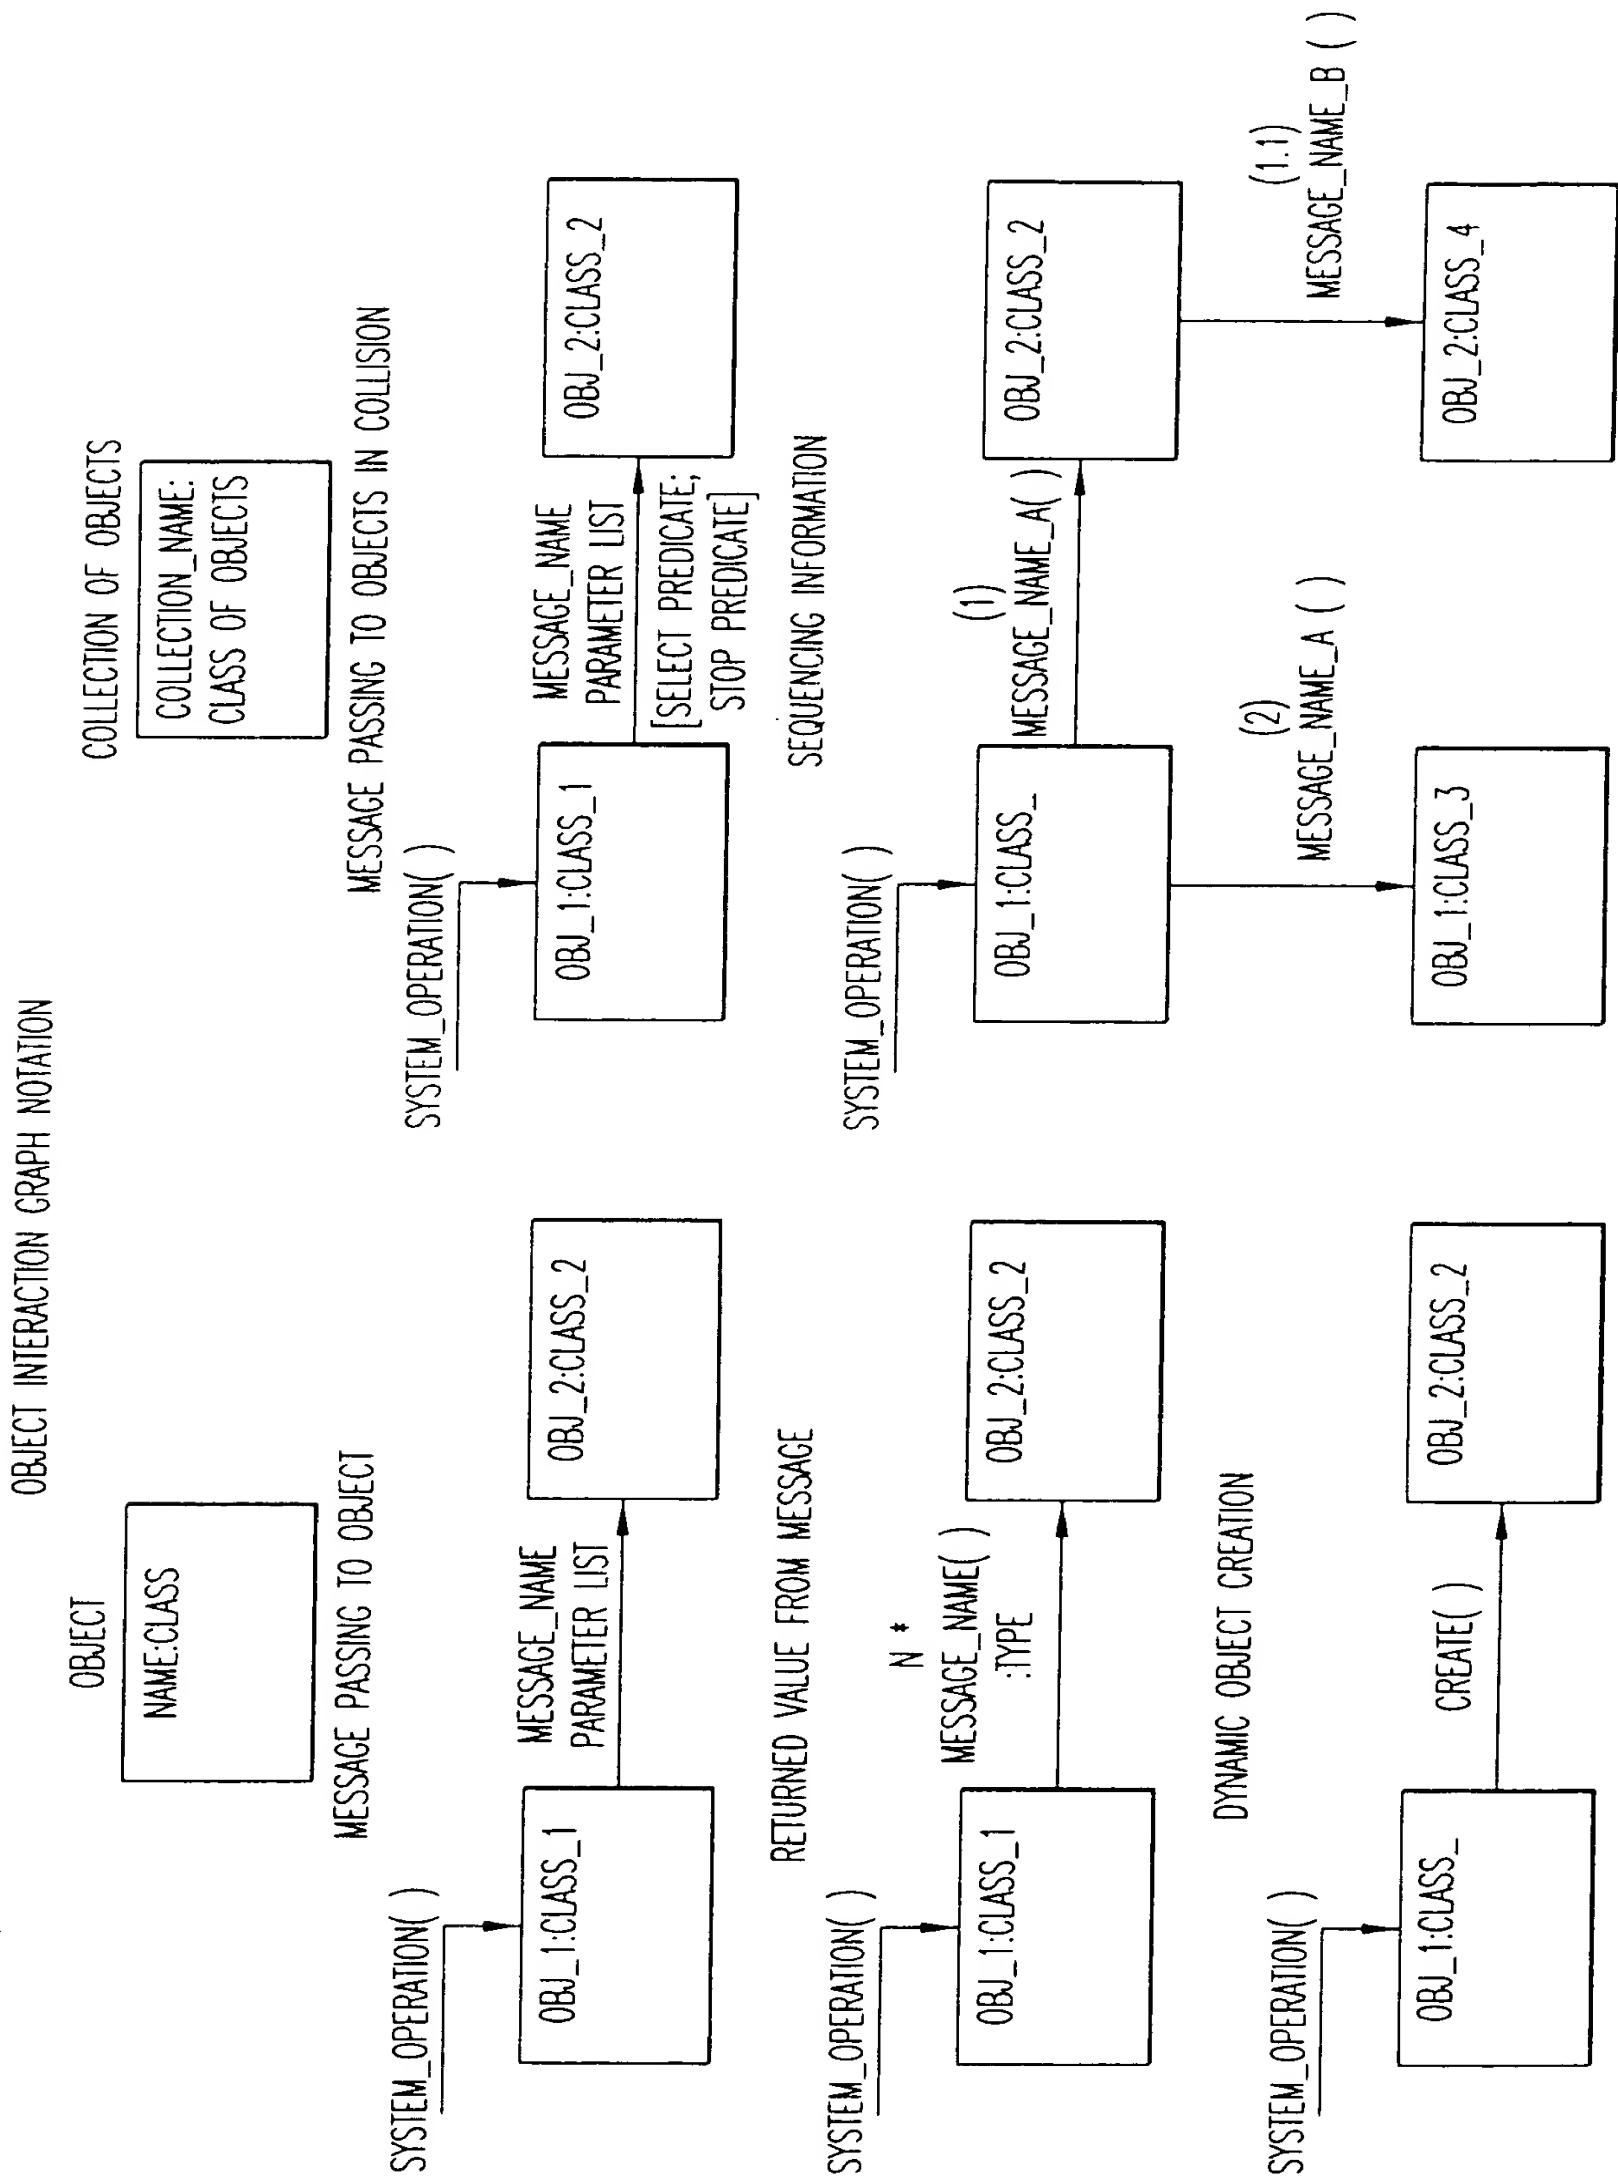 OBJECT INTERACTION GRAPH NOTATION
OBJECT
NAME:CLASS
MESSAGE PASSING TO OBJECT
SYSTEM_OPERATION( )
OBJ_1:CLASS_1
MESSAGE_NAME
PARAMETER LIST
OBJ_2:CLASS_2
RETURNED VALUE FROM MESSAGE
SYSTEM_OPERATION( )
OBJ_1:CLASS_1
N *
MESSAGE_NAME( )
:TYPE
OBJ_2:CLASS_2
DYNAMIC OBJECT CREATION
SYSTEM_OPERATION( )
OBJ_1:CLASS_
CREATE( )
OBJ_2:CLASS_2
COLLECTION OF OBJECTS
COLLECTION_NAME:
CLASS OF OBJECTS
MESSAGE PASSING TO OBJECTS IN COLLISION
SYSTEM_OPERATION( )
OBJ_1:CLASS_1
MESSAGE_NAME
PARAMETER LIST
[SELECT PREDICATE;
STOP PREDICATE]
OBJ_2:CLASS_2
SEQUENCING INFORMATION
SYSTEM_OPERATION( )
OBJ_1:CLASS_
(1)
MESSAGE_NAME_A( )
OBJ_2:CLASS_2
(2)
MESSAGE_NAME_A ( )
(1.1)
MESSAGE_NAME_B ( )
OBJ_1:CLASS_3
OBJ_2:CLASS_4